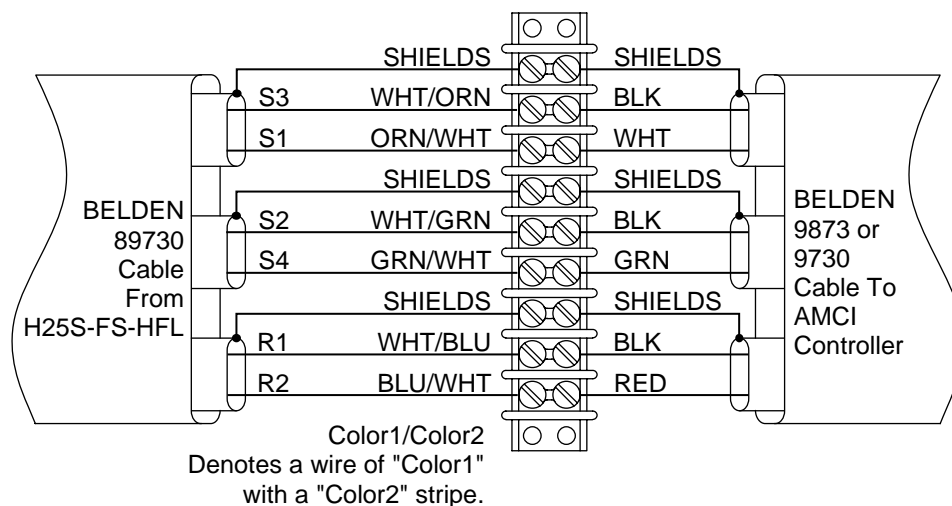 SHIELDS SHIELDS
S3 WHT/ORN BLK
S1 ORN/WHT WHT
SHIELDS SHIELDS
S2 WHT/GRN BLK
S4 GRN/WHT GRN
SHIELDS SHIELDS
R1 WHT/BLU BLK
R2 BLU/WHT RED
BELDEN
89730
Cable
From
H25S-FS-HFL
BELDEN
9873 or
9730
Cable To
AMCI
Controller
Color1/Color2
Denotes a wire of "Color1"
with a "Color2" stripe.